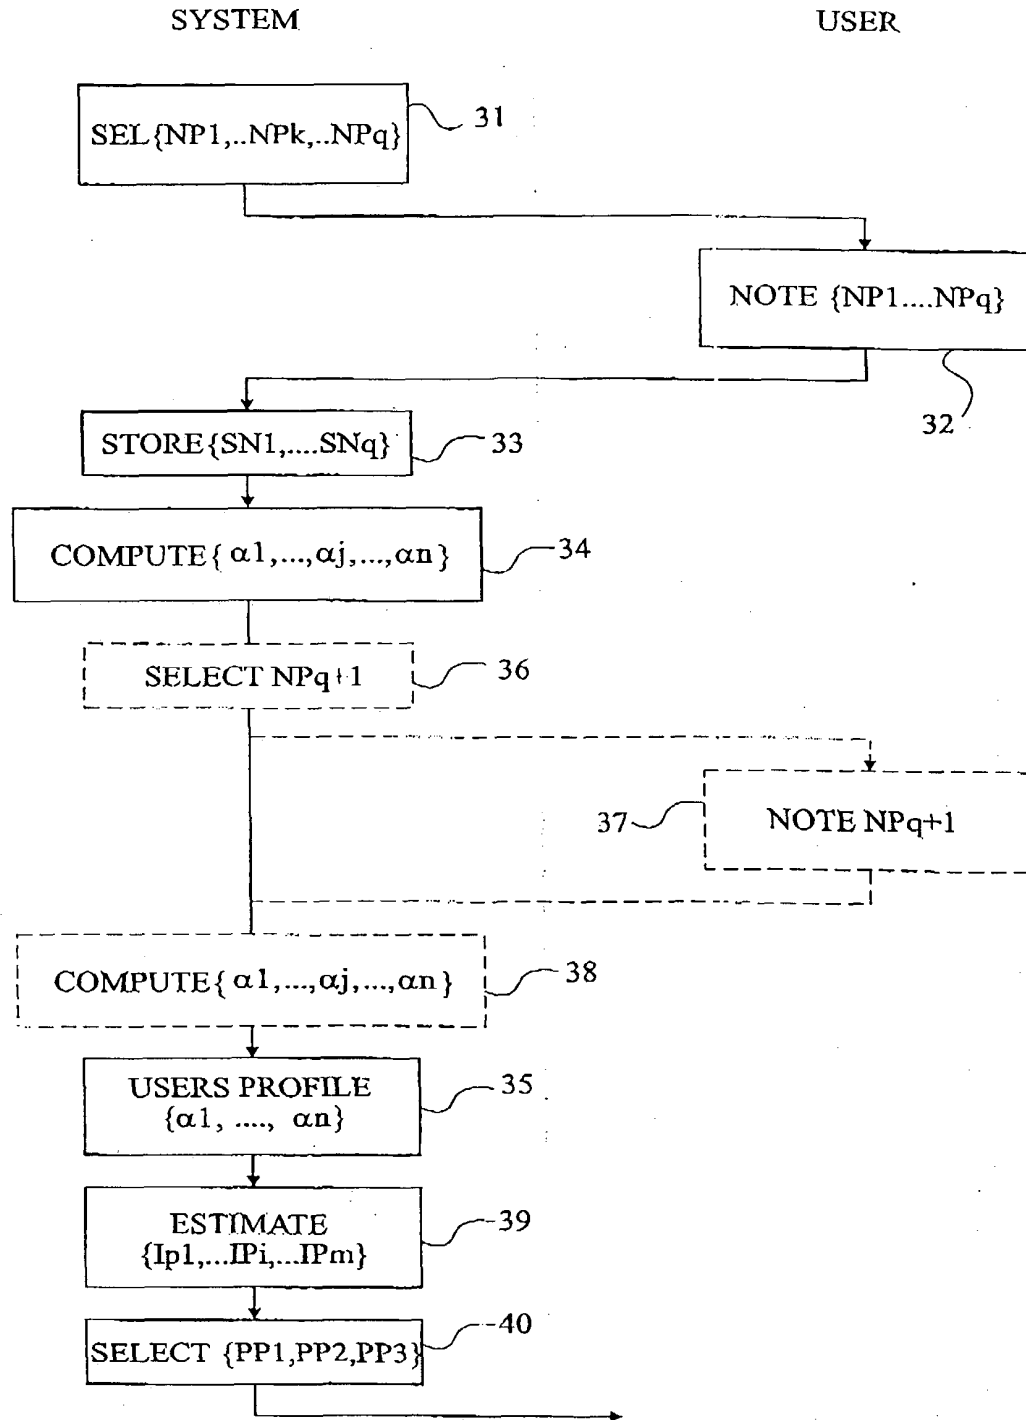 SYSTEM
USER
SEL{NP1,..NPk,..NPq}
31
NOTE {NP1....NPq}
32
STORE{SN1,....SNq}
33
COMPUTE{ α1,...,αj,...,αn}
34
SELECT NPq+1
36
37
NOTE NPq+1
COMPUTE{ α1,...,αj,...,αn}
38
USERS PROFILE
{α1, ...., αn}
35
ESTIMATE
{Ip1,...IPi,...IPm}
39
SELECT {PP1,PP2,PP3}
40